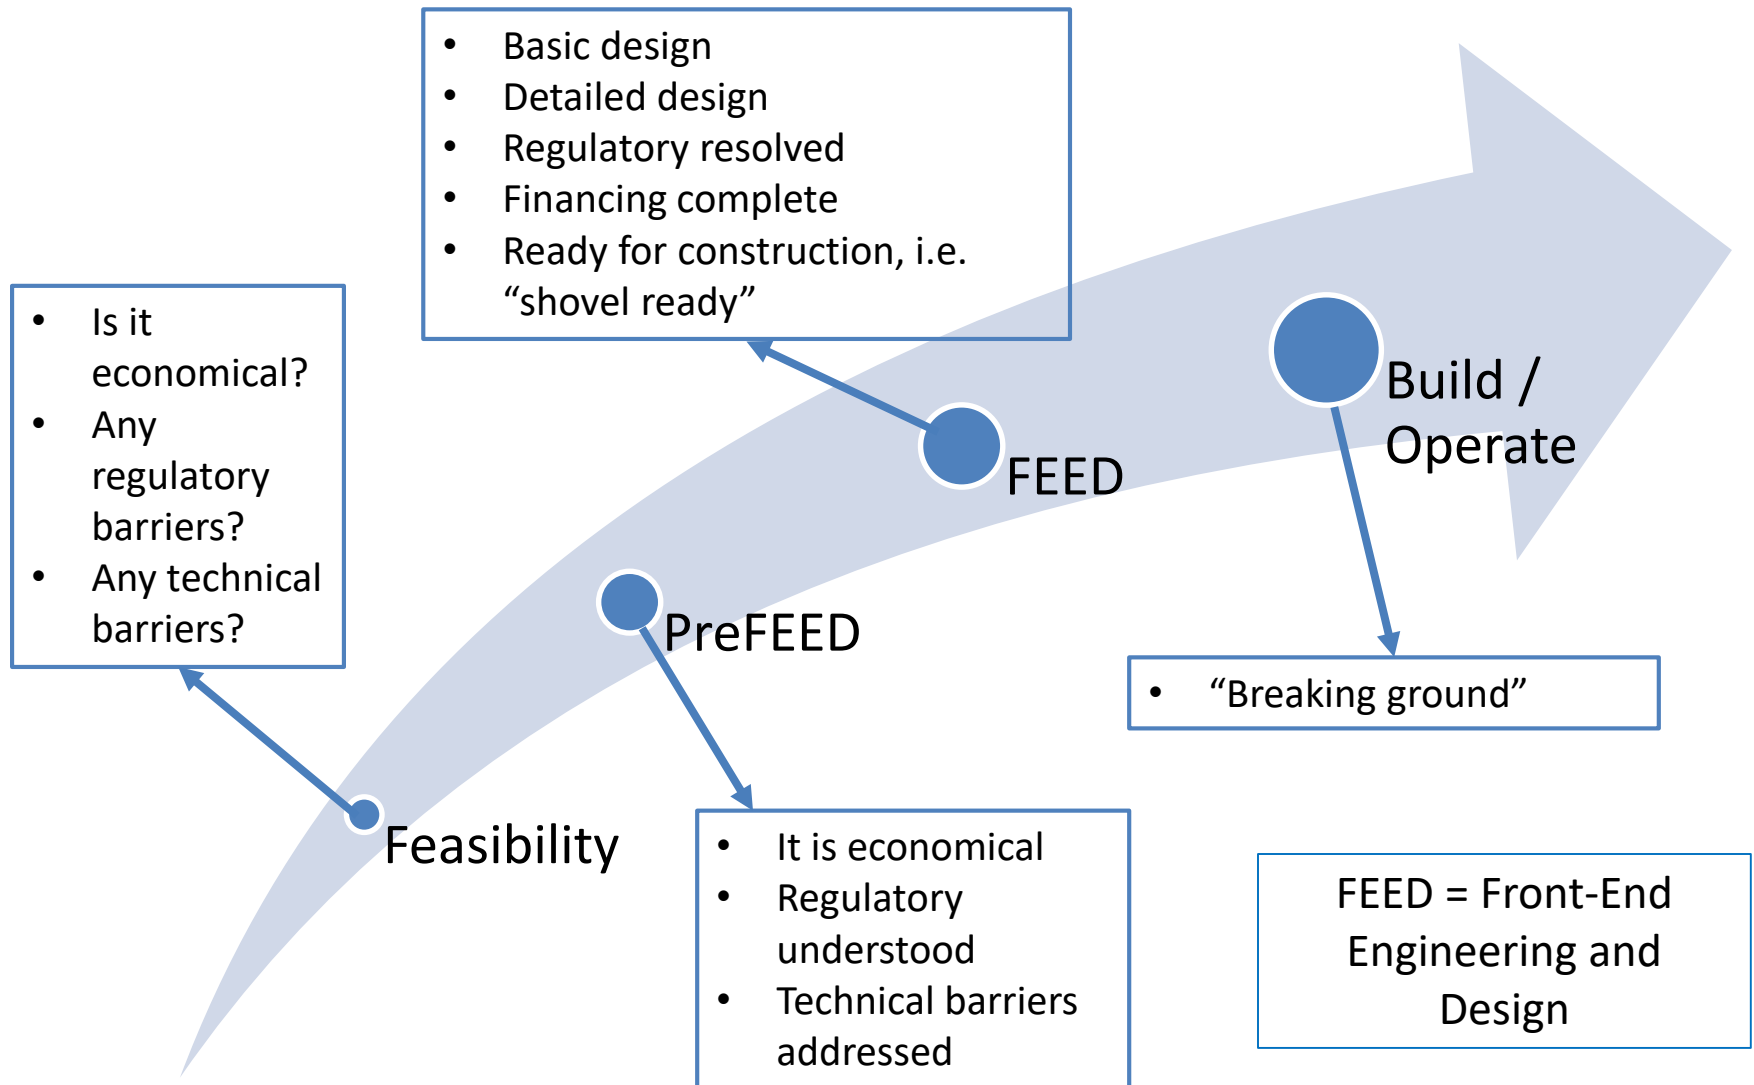 • Basic design
• Detailed design
• Regulatory resolved
• Financing complete
• Ready for construction, i.e.
“shovel ready”
• Is it
economical?
• Any
regulatory
barriers?
• Any technical
barriers?
Build /
Operate
FEED
PreFEED
• “Breaking ground”
Feasibility
• It is economical
• Regulatory
understood
• Technical barriers
addressed
FEED = Front-End
Engineering and
Design